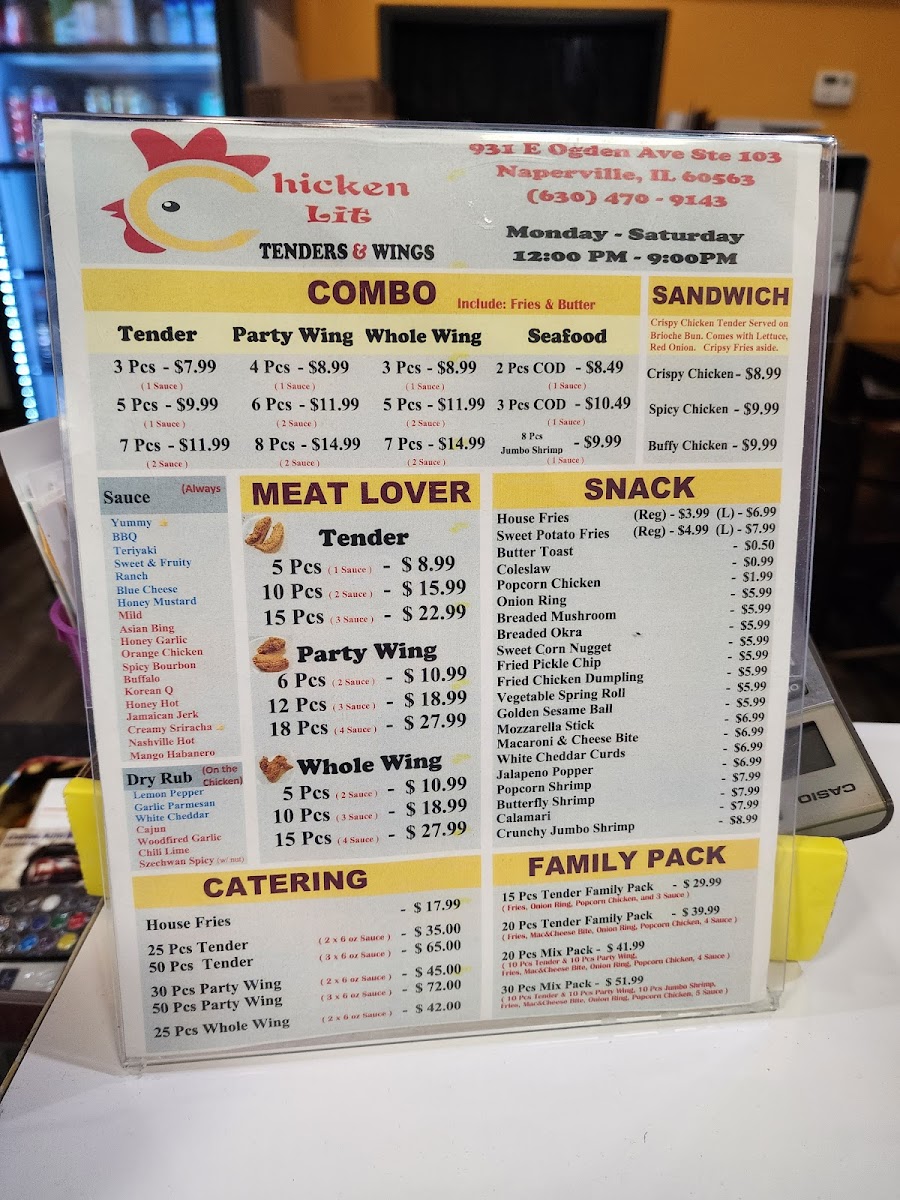 Chicken
Lit
TENDERS & WINGS
931 E Ogden Ave Ste 103
Naperville, IL 60563
(630) 470 - 9143
Monday - Saturday
12:00 PM - 9:00PM
COMBO Include: Fries & Butter
Tender
3 Pcs - $7.99
(1 Sauce)
5 Pcs - $9.99
(1 Sauce)
7 Pcs - $11.99
(2 Sauce)
Party Wing
4 Pcs - $8.99
(1 Sauce)
6 Pcs - $11.99
(2 Sauce)
8 Pcs - $14.99
(2 Sauce)
Whole Wing
3 Pcs - $8.99
(1 Sauce)
5 Pcs - $11.99
(2 Sauce)
7 Pcs - $14.99
(2 Sauce)
Seafood
2 Pcs COD - $8.49
(1 Sauce)
3 Pcs COD - $10.49
(1 Sauce)
8 Pcs
Jumbo Shrimp - $9.99
(1 Sauce)
SANDWICH
Crispy Chicken Tender Served on
Brioche Bun. Comes with Lettuce,
Red Onion. Cripsy Fries aside.
Crispy Chicken - $8.99
Spicy Chicken - $9.99
Buffy Chicken - $9.99
Sauce (Always
Yummy
BBQ
Teriyaki
Sweet & Fruity
Ranch
Blue Cheese
Honey Mustard
Mild
Asian Bing
Honey Garlic
Orange Chicken
Spicy Bourbon
Buffalo
Korean Q
Honey Hot
Jamaican Jerk
Creamy Sriracha
Nashville Hot
Mango Habanero
Dry Rub (On the
Chicken)
Lemon Pepper
Garlic Parmesan
White Cheddar
Cajun
Woodfired Garlic
Chili Lime
Szechwan Spicy (w/ nut)
MEAT LOVER
Tender
5 Pcs (1 Sauce) - $ 8.99
10 Pcs (2 Sauce) - $ 15.99
15 Pcs (3 Sauce) - $ 22.99
Party Wing
6 Pcs (2 Sauce) - $ 10.99
12 Pcs (3 Sauce) - $ 18.99
18 Pcs (4 Sauce) - $ 27.99
Whole Wing
5 Pcs (2 Sauce) - $ 10.99
10 Pcs (3 Sauce) - $ 18.99
15 Pcs (4 Sauce) - $ 27.99
SNACK
House Fries (Reg) - $3.99 (L) - $6.99
Sweet Potato Fries (Reg) - $4.99 (L) - $7.99
Butter Toast - $0.50
Coleslaw - $0.99
Popcorn Chicken - $1.99
Onion Ring - $5.99
Breaded Mushroom - $5.99
Breaded Okra - $5.99
Sweet Corn Nugget - $5.99
Fried Pickle Chip - $5.99
Fried Chicken Dumpling - $5.99
Vegetable Spring Roll - $5.99
Golden Sesame Ball - $5.99
Mozzarella Stick - $6.99
Macaroni & Cheese Bite - $6.99
White Cheddar Curds - $6.99
Jalapeno Popper - $6.99
Popcorn Shrimp - $7.99
Butterfly Shrimp - $7.99
Calamari - $7.99
Crunchy Jumbo Shrimp - $8.99
CATERING
House Fries - $ 17.99
25 Pcs Tender (2 x 6 oz Sauce) - $ 35.00
50 Pcs Tender (3 x 6 oz Sauce) - $ 65.00
30 Pcs Party Wing (2 x 6 oz Sauce) - $ 45.00
50 Pcs Party Wing (3 x 6 oz Sauce) - $ 72.00
25 Pcs Whole Wing (2 x 6 oz Sauce) - $ 42.00
FAMILY PACK
15 Pcs Tender Family Pack - $ 29.99
(Fries, Onion Ring, Popcorn Chicken, and 3 Sauce)
20 Pcs Tender Family Pack - $ 39.99
(Fries, Mac&Cheese Bite, Onion Ring, Popcorn Chicken, 4 Sauce)
20 Pcs Mix Pack - $ 41.99
(10 Pcs Tender & 10 Pcs Party Wing,
Fries, Mac&Cheese Bite, Onion Ring, Popcorn Chicken, 4 Sauce)
30 Pcs Mix Pack - $ 51.99
(10 Pcs Tender & 10 Pcs Party Wing, 10 Pcs Jumbo Shrimp,
Fries, Mac&Cheese Bite, Onion Ring, Popcorn Chicken, 5 Sauce)
CASIO